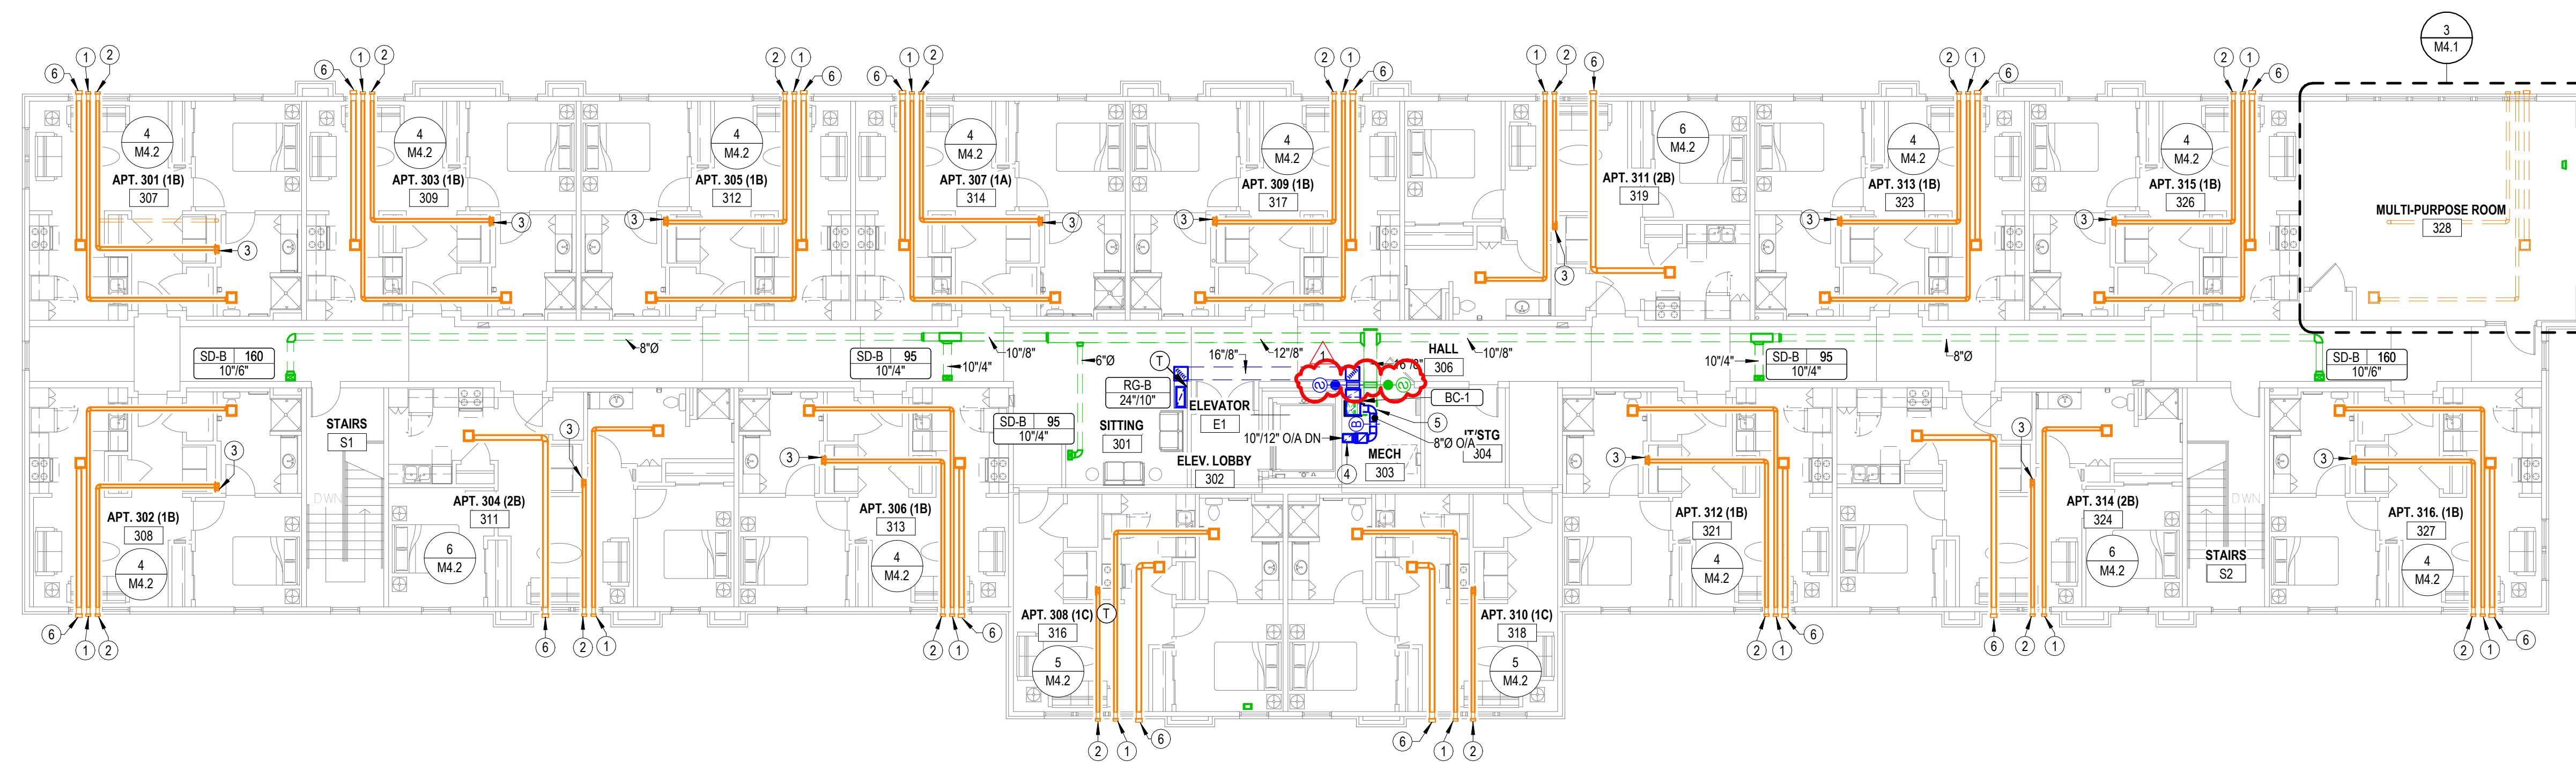 3
M4.1
6
1
2
6
1
2
2
1
6
6
1
2
2
1
6
1
2
6
2
1
6
2
1
6
4
M4.2
4
M4.2
4
M4.2
4
M4.2
4
M4.2
6
M4.2
4
M4.2
4
M4.2
APT. 301 (1B)
307
APT. 303 (1B)
309
APT. 305 (1B)
312
APT. 307 (1A)
314
APT. 309 (1B)
317
APT. 311 (2B)
319
APT. 313 (1B)
323
APT. 315 (1B)
326
MULTI-PURPOSE ROOM
328
3
3
3
3
3
3
3
3
8"Ø
10"/8"
12"/8"
10"/8"
8"Ø
SD-B 160
10"/6"
SD-B 95
10"/4"
10"/4"
6"Ø
T
16"/8"
1
HALL
306
10"/4"
SD-B 95
10"/4"
SD-B 160
10"/6"
RG-B
24"/10"
BC-1
ELEVATOR
E1
SD-B 95
10"/4"
SITTING
301
5
8"Ø O/A
10"/12" O/A DN
B
ELEV. LOBBY
302
4
MECH
303
304
STAIRS
S1
DWN
3
3
3
3
3
3
APT. 302 (1B)
308
4
M4.2
APT. 304 (2B)
311
6
M4.2
APT. 306 (1B)
313
4
M4.2
APT. 308 (1C)
316
T
5
M4.2
APT. 310 (1C)
318
5
M4.2
APT. 312 (1B)
321
4
M4.2
APT. 314 (2B)
324
6
M4.2
DWN
STAIRS
S2
APT. 316. (1B)
327
4
M4.2
6
1
2
6
2
1
2
1
6
2
1
6
6
1
2
2
1
6
6
2
1
2
1
6